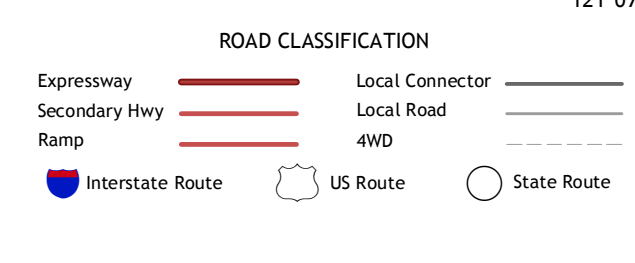 ROAD CLASSIFICATION
Expressway
Local Connector
Secondary Hwy
Local Road
Ramp
4WD
Interstate Route
US Route
State Route